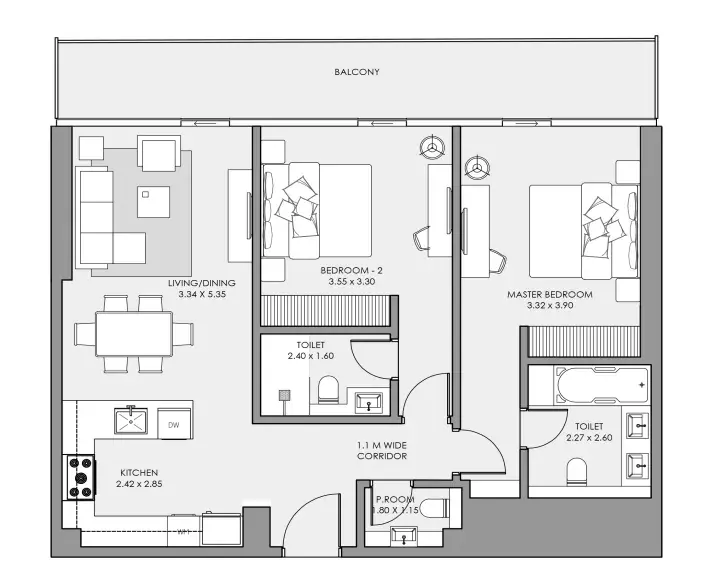 BALCONY
LIVING/DINING
3.34 X 5.35
BEDROOM - 2
3.55 x 3.30
MASTER BEDROOM
3.32 x 3.90
TOILET
2.40 x 1.60
DW
1.1 M WIDE
CORRIDOR
TOILET
2.27 x 2.60
KITCHEN
2.42 x 2.85
P.ROOM
1.80 X 1.15
WM